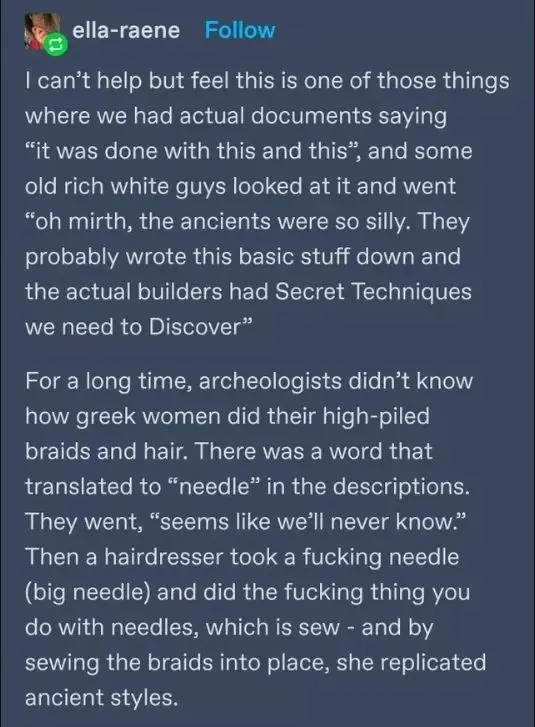 ella-raene Follow
I can’t help but feel this is one of those things
where we had actual documents saying
“it was done with this and this”, and some
old rich white guys looked at it and went
“oh mirth, the ancients were so silly. They
probably wrote this basic stuff down and
the actual builders had Secret Techniques
we need to Discover”
For a long time, archeologists didn’t know
how greek women did their high-piled
braids and hair. There was a word that
translated to “needle” in the descriptions.
They went, “seems like we’ll never know.”
Then a hairdresser took a fucking needle
(big needle) and did the fucking thing you
do with needles, which is sew - and by
sewing the braids into place, she replicated
ancient styles.